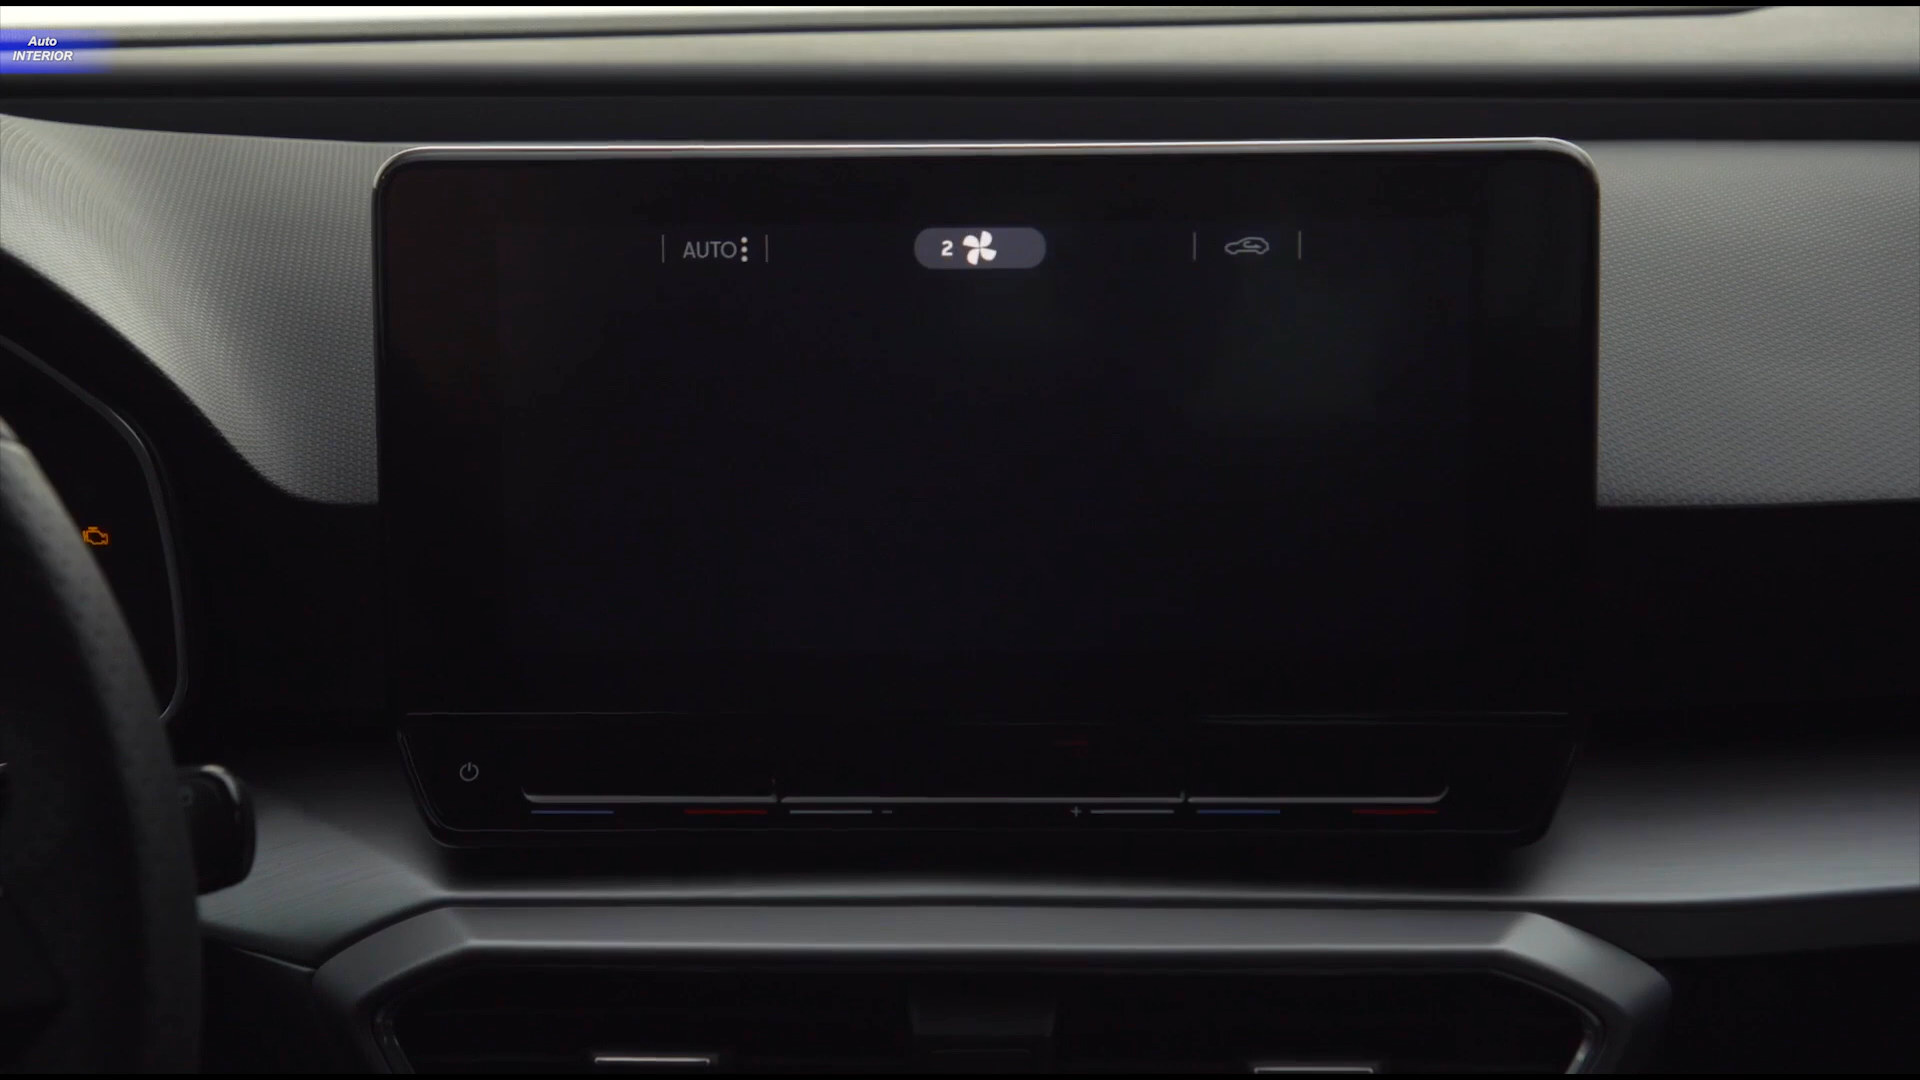 Auto
INTERIOR
AUTO
2
- +